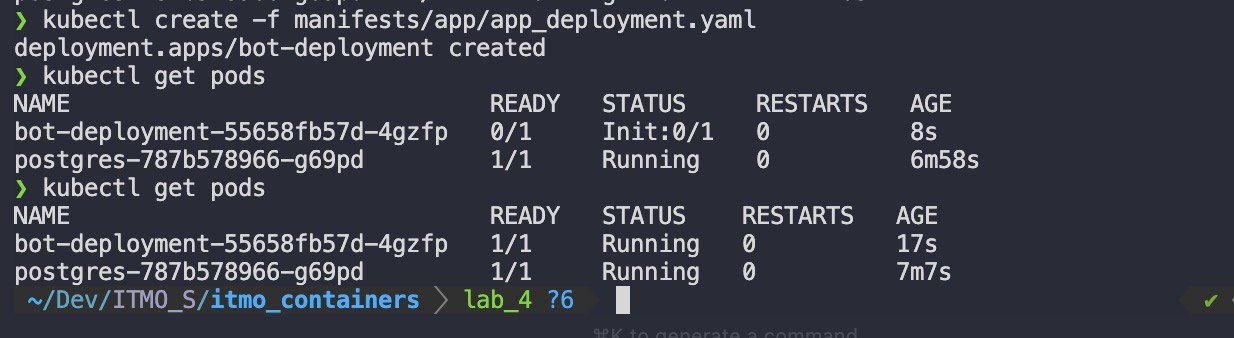 ❯ kubectl create -f manifests/app/app_deployment.yaml
deployment.apps/bot-deployment created
❯ kubectl get pods
NAME READY STATUS RESTARTS AGE
bot-deployment-55658fb57d-4gzfp 0/1 Init:0/1 0 8s
postgres-787b578966-g69pd 1/1 Running 0 6m58s
❯ kubectl get pods
NAME READY STATUS RESTARTS AGE
bot-deployment-55658fb57d-4gzfp 1/1 Running 0 17s
postgres-787b578966-g69pd 1/1 Running 0 7m7s
~/Dev/ITMO_S/itmo_containers lab_4 ?6 ✔
⌘K to generate a command